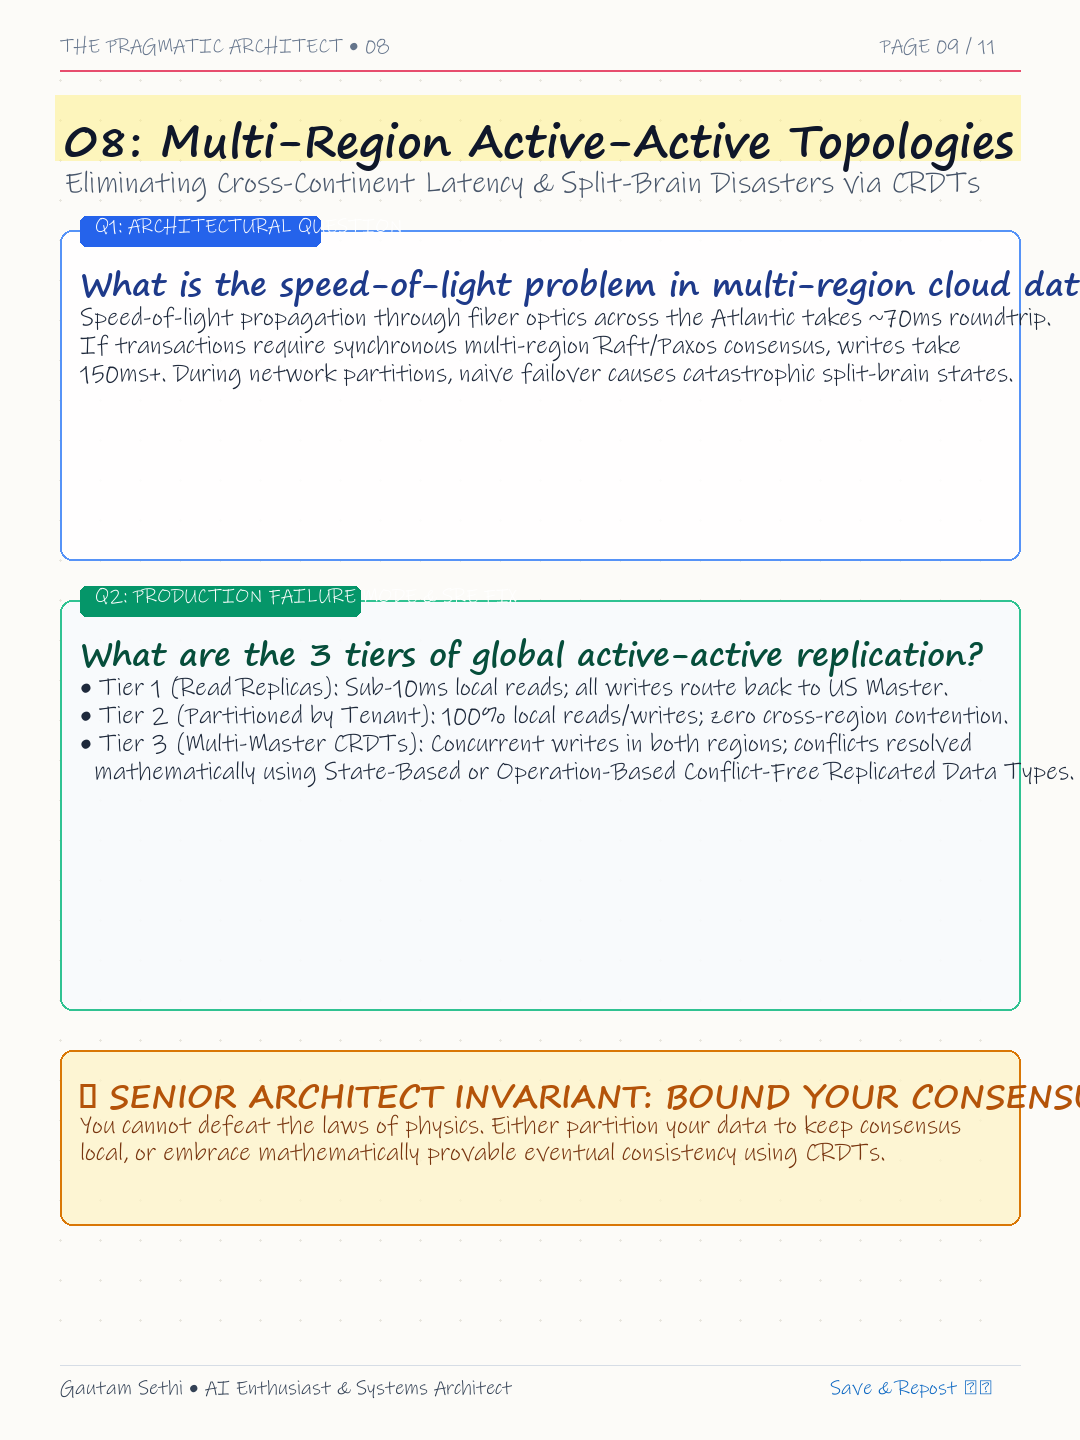 THE PRAGMATIC ARCHITECT • 08
PAGE 09 / 11
08: Multi-Region Active-Active Topologies
Eliminating Cross-Continent Latency & Split-Brain Disasters via CRDTs
Q1: ARCHITECTURAL QUESTION
What is the speed-of-light problem in multi-region cloud dat
Speed-of-light propagation through fiber optics across the Atlantic takes ~70ms roundtrip.
If transactions require synchronous multi-region Raft/Paxos consensus, writes take
150ms+. During network partitions, naive failover causes catastrophic split-brain states.
Q2: PRODUCTION FAILURE
What are the 3 tiers of global active-active replication?
• Tier 1 (Read Replicas): Sub-10ms local reads; all writes route back to US Master.
• Tier 2 (Partitioned by Tenant): 100% local reads/writes; zero cross-region contention.
• Tier 3 (Multi-Master CRDTs): Concurrent writes in both regions; conflicts resolved
mathematically using State-Based or Operation-Based Conflict-Free Replicated Data Types.
SENIOR ARCHITECT INVARIANT: BOUND YOUR CONSENSU
You cannot defeat the laws of physics. Either partition your data to keep consensus
local, or embrace mathematically provable eventual consistency using CRDTs.
Gautam Sethi • AI Enthusiast & Systems Architect
Save & Repost